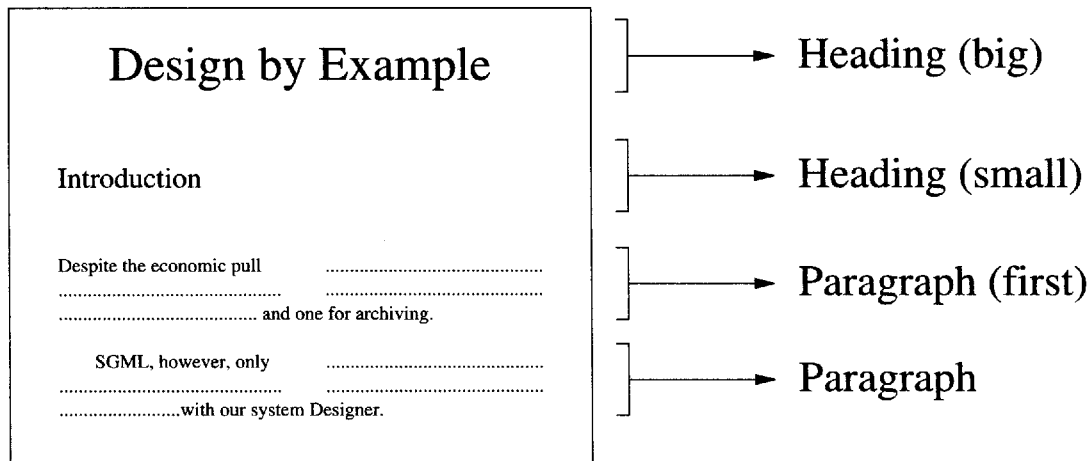 Design by Example
Heading (big)
Introduction
Heading (small)
Despite the economic pull ..........................................
........................................... ..........................................
....................................... and one for archiving.
Paragraph (first)
SGML, however, only ..........................................
........................................... ..........................................
........................with our system Designer.
Paragraph